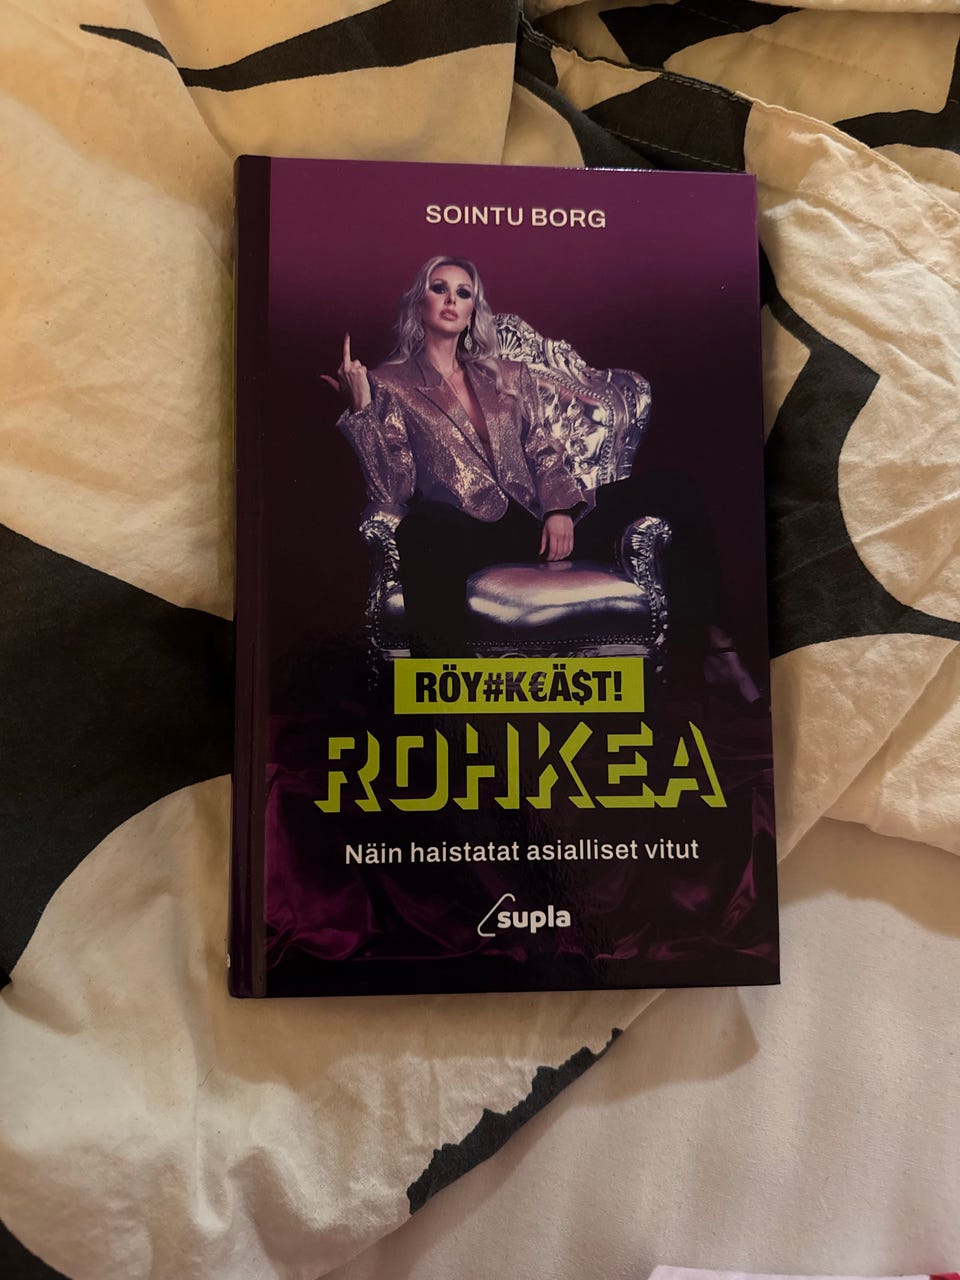 SOINTU BORG
RÖY#K€Ä$T!
ROHKEA
Näin haistatat asialliset vitut
supla